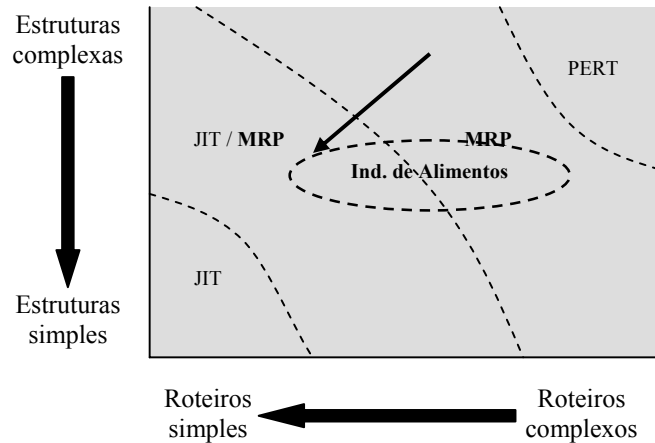 Estruturas
complexas
PERT
JIT / MRP
MRP
Ind. de Alimentos
JIT
Estruturas
simples
Roteiros
simples
Roteiros
complexos